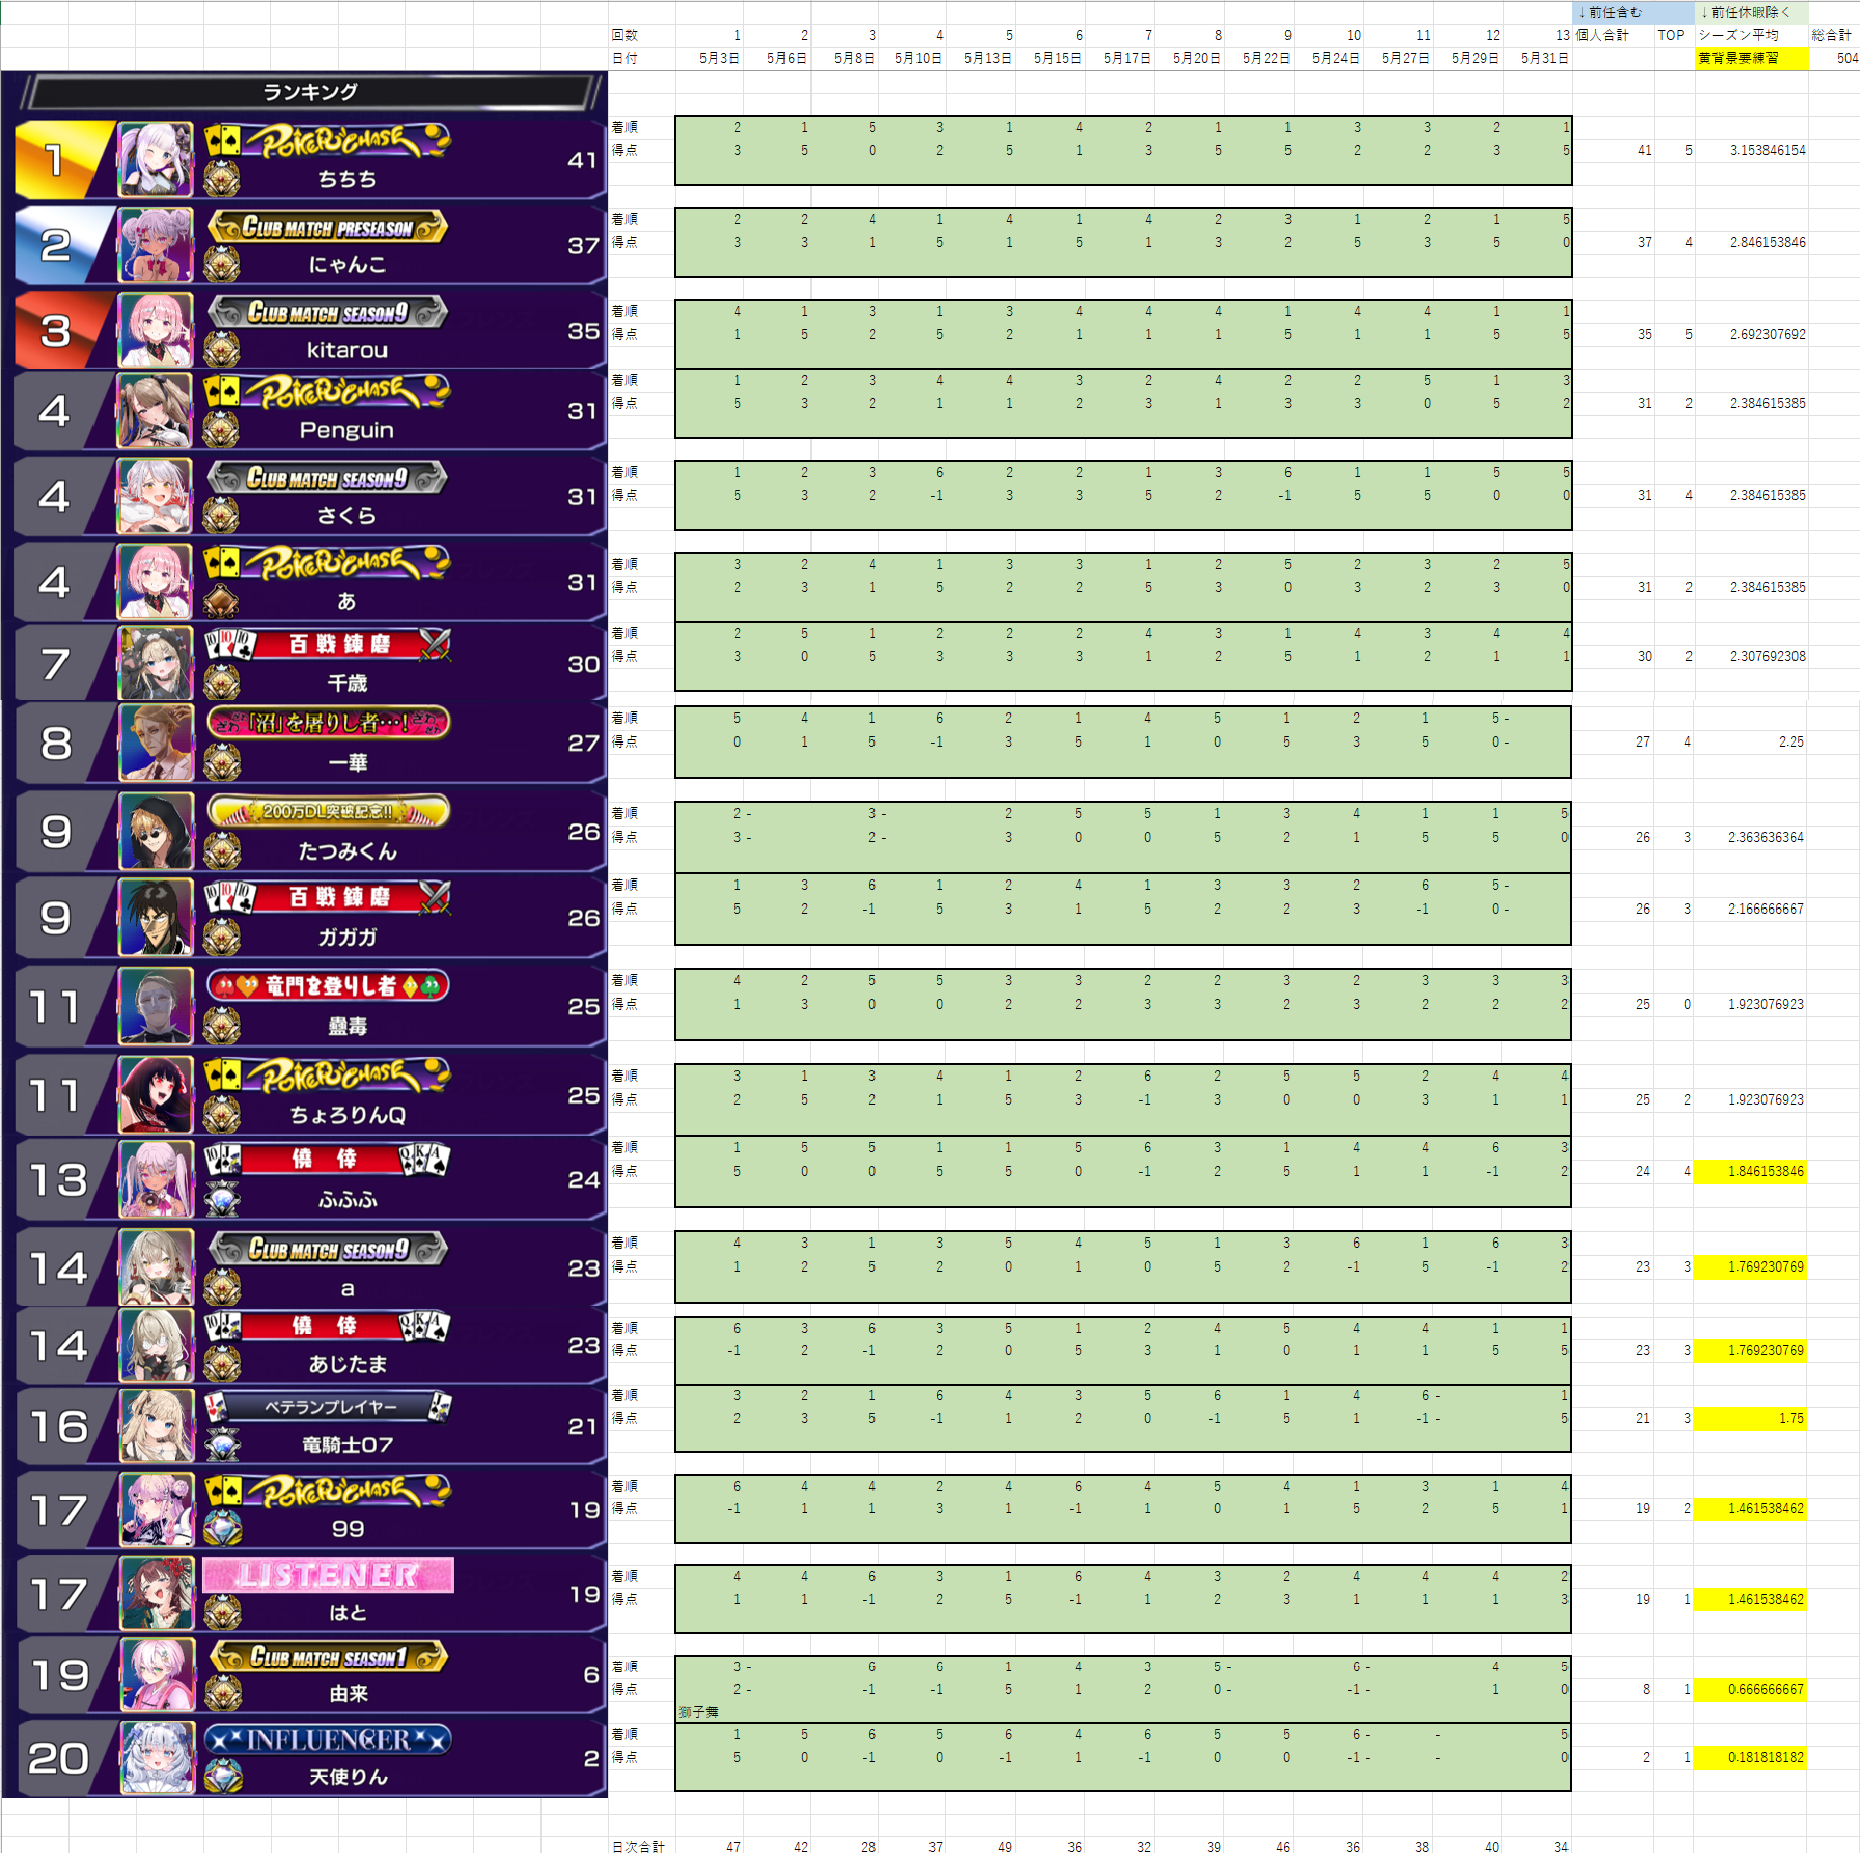 ↓前任含む ↓前任休暇除く
回数 1 2 3 4 5 6 7 8 9 10 11 12 13 個人合計 TOP シーズン平均 総合計
日付 5月3日 5月6日 5月8日 5月10日 5月13日 5月15日 5月17日 5月20日 5月22日 5月24日 5月27日 5月29日 5月31日 黄背景要練習 504
ランキング
1 POKER CHASE ちちち 41
着順 2 1 5 3 1 4 2 1 1 3 3 2 1
得点 3 5 0 2 5 1 3 5 5 2 2 3 5 41 5 3.153846154
2 CLUB MATCH PRESEASON にゃんこ 37
着順 2 2 4 1 4 1 4 2 3 1 2 1 5
得点 3 3 1 5 1 5 1 3 2 5 3 5 0 37 4 2.846153846
3 CLUB MATCH SEASON9 kitarou 35
着順 4 1 3 1 3 4 4 4 1 4 4 1 1
得点 1 5 2 5 2 1 1 1 5 1 1 5 5 35 5 2.692307692
4 POKER CHASE Penguin 31
着順 1 2 3 4 4 3 2 4 2 2 5 1 3
得点 5 3 2 1 1 2 3 1 3 3 0 5 2 31 2 2.384615385
4 CLUB MATCH SEASON9 さくら 31
着順 1 2 3 6 2 2 1 3 6 1 1 5 5
得点 5 3 2 -1 3 3 5 2 -1 5 5 0 0 31 4 2.384615385
4 POKER CHASE あ 31
着順 3 2 4 1 3 3 1 2 5 2 3 2 5
得点 2 3 1 5 2 2 5 3 0 3 2 3 0 31 2 2.384615385
7 百戦錬磨 千歳 30
着順 2 5 1 2 2 2 4 3 1 4 3 4 4
得点 3 0 5 3 3 3 1 2 5 1 2 1 1 30 2 2.307692308
8 「沼」を屠りし者…! 一華 27
着順 5 4 1 6 2 1 4 5 1 2 1 5 -
得点 0 1 5 -1 3 5 1 0 5 3 5 0 - 27 4 2.25
9 200万DL突破記念!! たつみくん 26
着順 2 - 3 - 2 5 5 1 3 4 1 1 5
得点 3 - 2 - 3 0 0 5 2 1 5 5 0 26 3 2.363636364
9 百戦錬磨 ガガガ 26
着順 1 3 6 1 2 4 1 3 3 2 6 5 -
得点 5 2 -1 5 3 1 5 2 2 3 -1 0 - 26 3 2.166666667
11 竜門を登りし者 蠱毒 25
着順 4 2 5 5 3 3 2 2 3 2 3 3 3
得点 1 3 0 0 2 2 3 3 2 3 2 2 2 25 0 1.923076923
11 POKER CHASE ちょろりんQ 25
着順 3 1 3 4 1 2 6 2 5 5 2 4 4
得点 2 5 2 1 5 3 -1 3 0 0 3 1 1 25 2 1.923076923
13 僥倖 ふふふ 24
着順 1 5 5 1 1 5 6 3 1 4 4 6 3
得点 5 0 0 5 5 0 -1 2 5 1 1 -1 2 24 4 1.846153846
14 CLUB MATCH SEASON9 a 23
着順 4 3 1 3 5 4 5 1 3 6 1 6 3
得点 1 2 5 2 0 1 0 5 2 -1 5 -1 2 23 3 1.769230769
14 僥倖 あじたま 23
着順 6 3 6 3 5 1 2 4 5 4 4 1 1
得点 -1 2 -1 2 0 5 3 1 0 1 1 5 5 23 3 1.769230769
16 ベテランプレイヤー 竜騎士07 21
着順 3 2 1 6 4 3 5 6 1 4 6 - 1
得点 2 3 5 -1 1 2 0 -1 5 1 -1 - 5 21 3 1.75
17 POKER CHASE 99 19
着順 6 4 4 2 4 6 4 5 4 1 3 1 4
得点 -1 1 1 3 1 -1 1 0 1 5 2 5 1 19 2 1.461538462
17 LISTENER はと 19
着順 4 4 6 3 1 6 4 3 2 4 4 4 2
得点 1 1 -1 2 5 -1 1 2 3 1 1 1 3 19 1 1.461538462
19 CLUB MATCH SEASON1 由来 6
着順 3 - 6 6 1 4 3 5 - 6 - 4 5
得点 2 - -1 -1 5 1 2 0 - -1 - 1 0 8 1 0.666666667
獅子舞
20 INFLUENCER 天使りん 2
着順 1 5 6 5 6 4 6 5 5 6 - - 5
得点 5 0 -1 0 -1 1 -1 0 0 -1 - - 0 2 1 0.181818182
日次合計 47 42 28 37 49 36 32 39 46 36 38 40 34